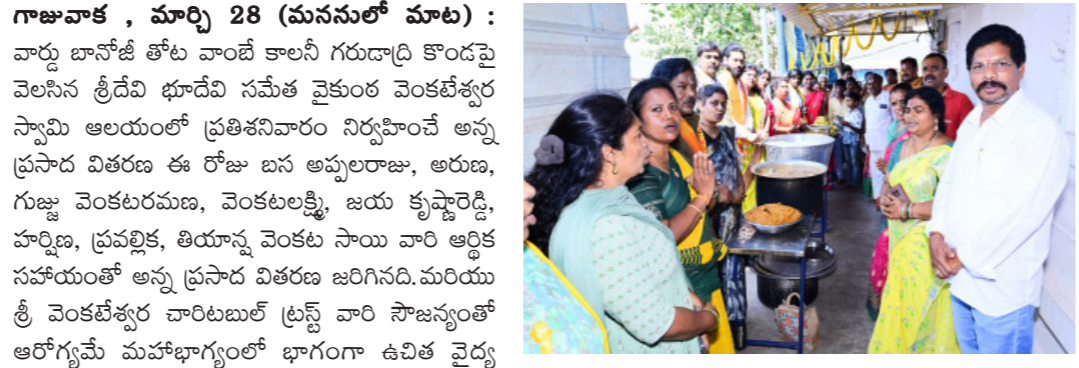 గాజువాక , మార్చి 28 (మననులో మాట) :
వార్డు బానోజీ తోట వాంబే కాలనీ గరుడాద్రి కొండపై
వెలసిన శ్రీదేవి భూదేవి సమేత వైకుంఠ వెంకటేశ్వర
స్వామి ఆలయంలో ప్రతిశనివారం నిర్వహించే అన్న
ప్రసాద వితరణ ఈ రోజు బస అప్పలరాజు, అరుణ,
గుజ్జు వెంకటరమణ, వెంకటలక్ష్మి, జయ కృష్ణారెడ్డి,
హర్షిణ, ప్రవల్లిక, తియాన్ష వెంకట సాయి వారి ఆర్థిక
సహాయంతో అన్న ప్రసాద వితరణ జరిగినది.మరియు
శ్రీ వెంకటేశ్వర చారిటబుల్ ట్రస్ట్ వారి సౌజన్యంతో
ఆరోగ్యమే మహాభాగ్యంలో భాగంగా ఉచిత వైద్య